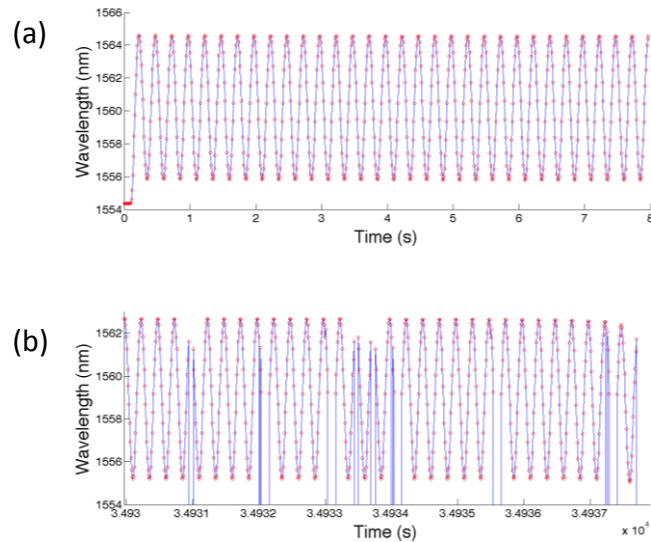 (a)
Wavelength (nm)
1566
1564
1562
1560
1558
1556
1554
0 1 2 3 4 5 6 7 8
Time (s)
(b)
Wavelength (nm)
1562
1560
1558
1556
1554
3.493 3.4931 3.4932 3.4933 3.4934 3.4935 3.4936 3.4937
Time (s)
x 10⁴